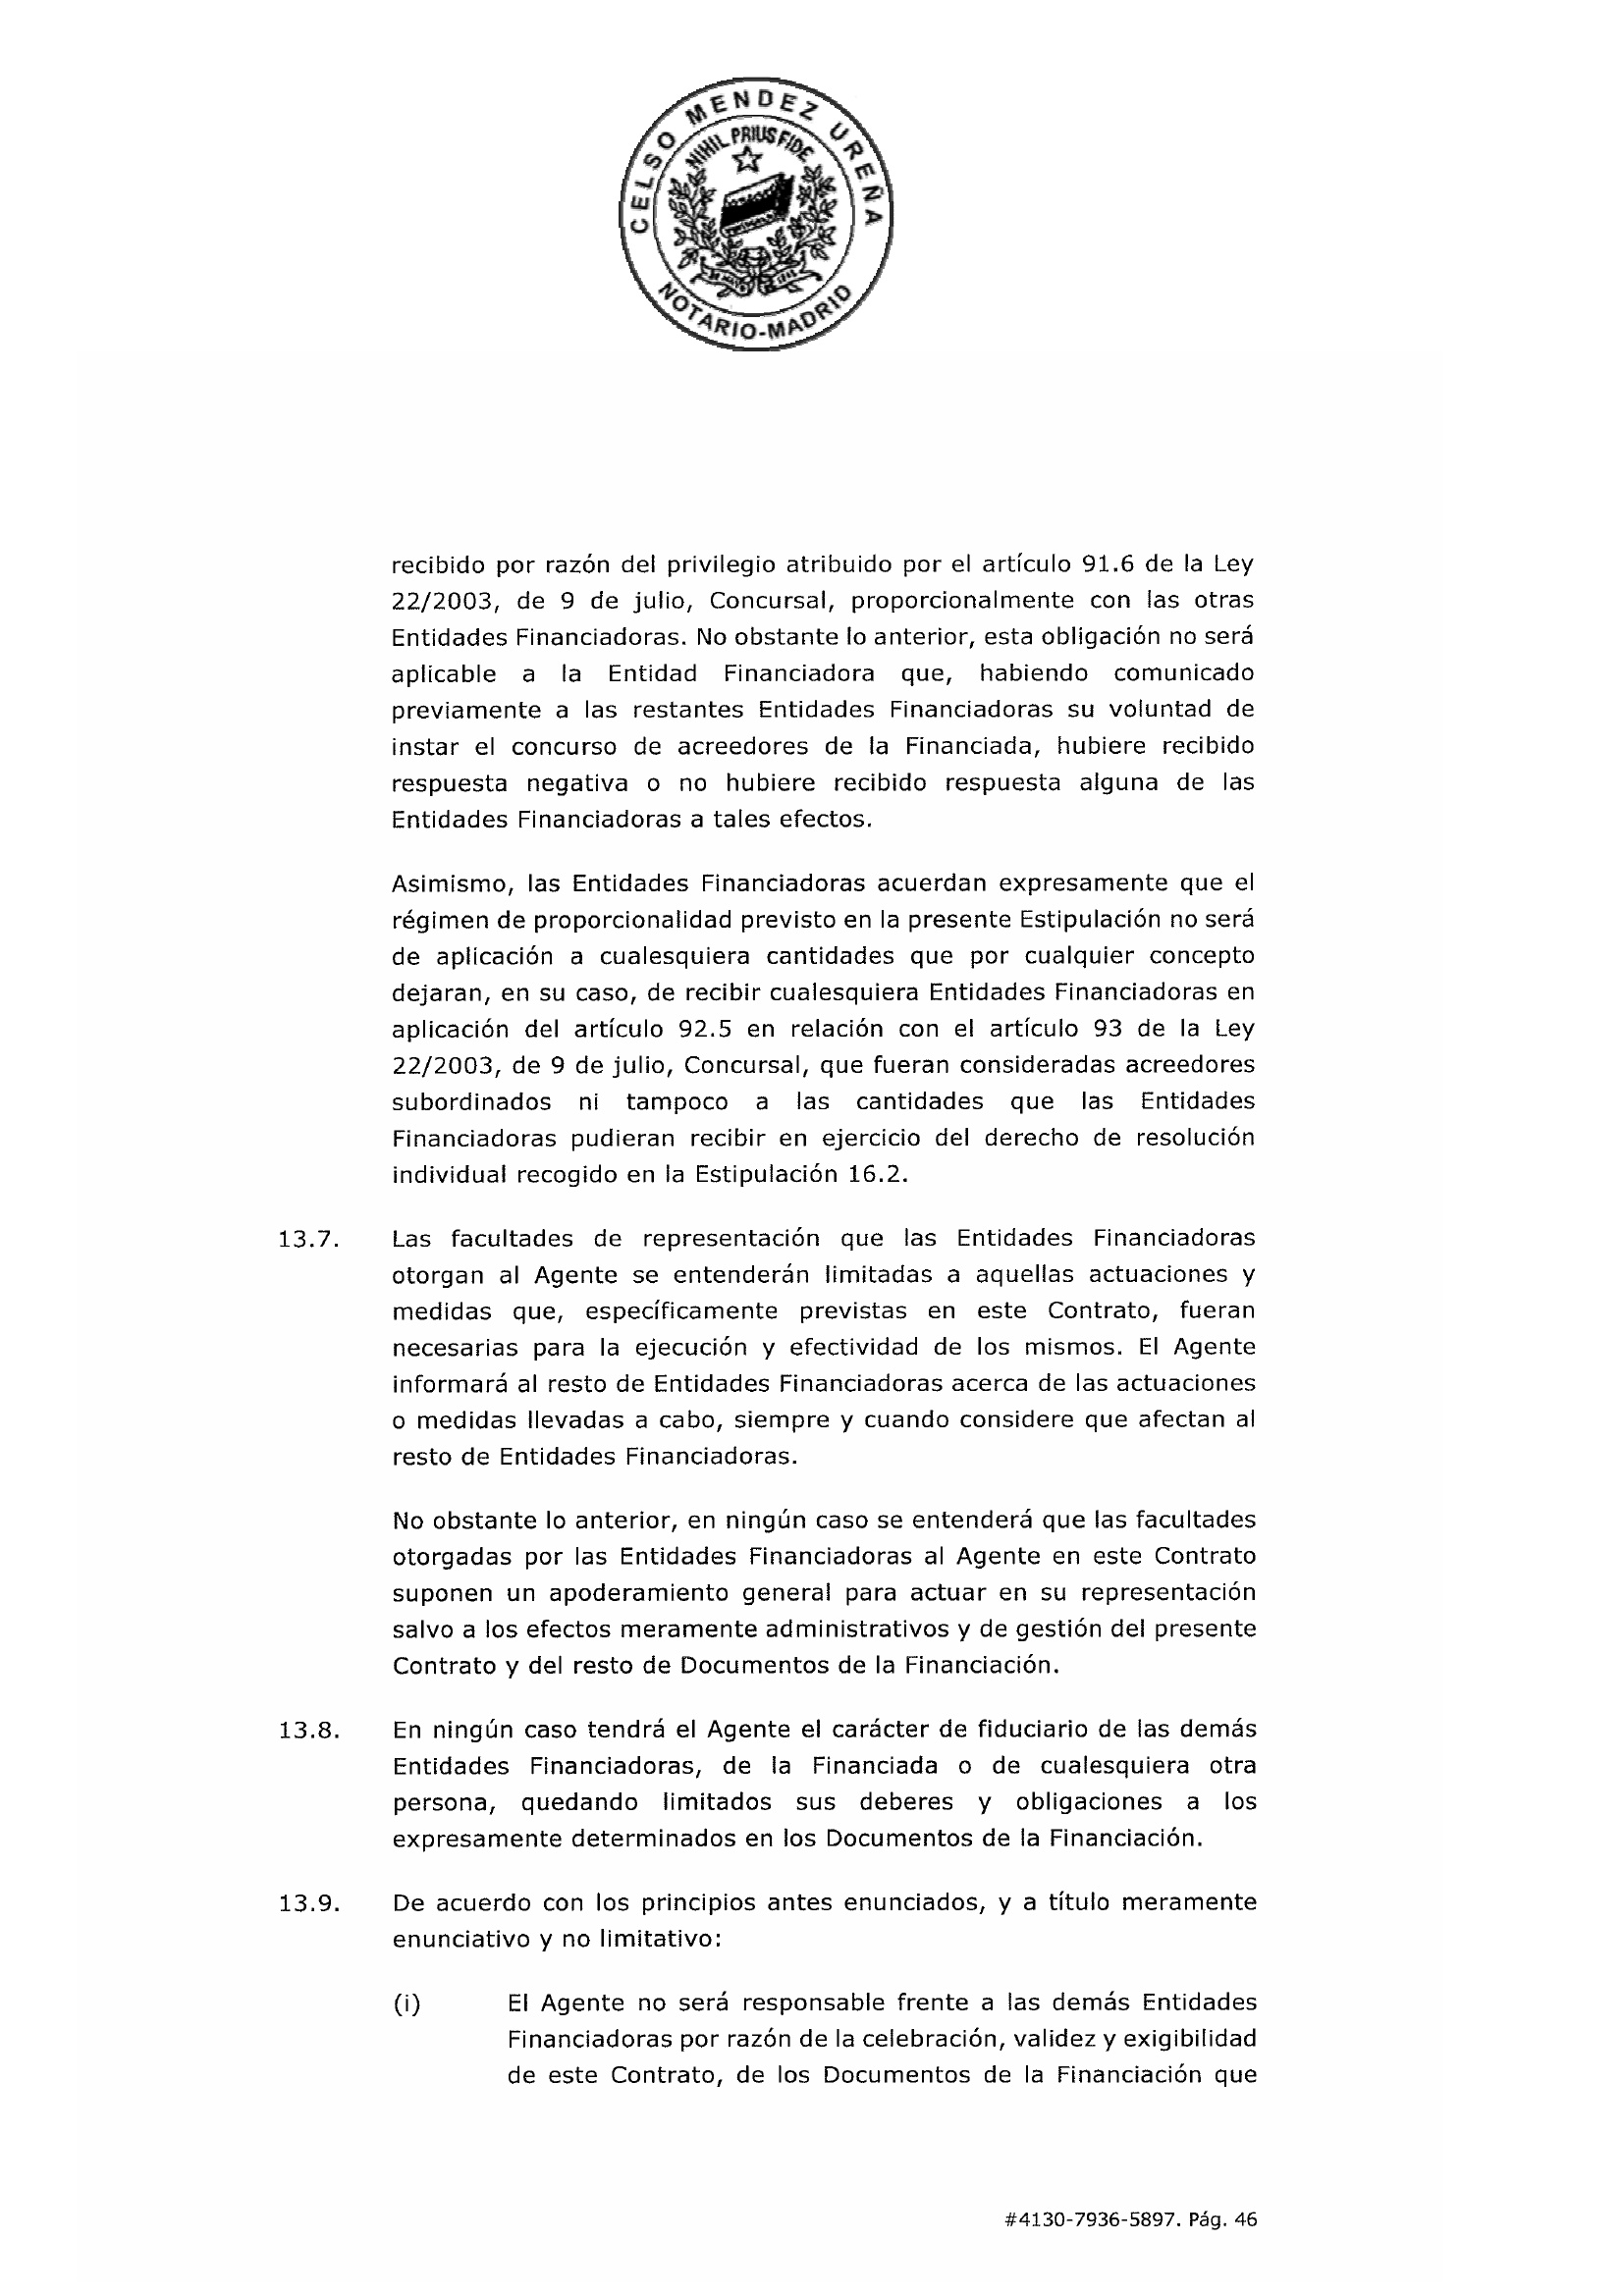 CELSO MENDEZ UREÑA
NIHIL PRIUS FIDE
NOTARIO-MADRID
recibido por razón del privilegio atribuido por el artículo 91.6 de la Ley
22/2003, de 9 de julio, Concursal, proporcionalmente con las otras
Entidades Financiadoras. No obstante lo anterior, esta obligación no será
aplicable a la Entidad Financiadora que, habiendo comunicado
previamente a las restantes Entidades Financiadoras su voluntad de
instar el concurso de acreedores de la Financiada, hubiere recibido
respuesta negativa o no hubiere recibido respuesta alguna de las
Entidades Financiadoras a tales efectos.
Asimismo, las Entidades Financiadoras acuerdan expresamente que el
régimen de proporcionalidad previsto en la presente Estipulación no será
de aplicación a cualesquiera cantidades que por cualquier concepto
dejaran, en su caso, de recibir cualesquiera Entidades Financiadoras en
aplicación del artículo 92.5 en relación con el artículo 93 de la Ley
22/2003, de 9 de julio, Concursal, que fueran consideradas acreedores
subordinados ni tampoco a las cantidades que las Entidades
Financiadoras pudieran recibir en ejercicio del derecho de resolución
individual recogido en la Estipulación 16.2.
13.7. Las facultades de representación que las Entidades Financiadoras
otorgan al Agente se entenderán limitadas a aquellas actuaciones y
medidas que, específicamente previstas en este Contrato, fueran
necesarias para la ejecución y efectividad de los mismos. El Agente
informará al resto de Entidades Financiadoras acerca de las actuaciones
o medidas llevadas a cabo, siempre y cuando considere que afectan al
resto de Entidades Financiadoras.
No obstante lo anterior, en ningún caso se entenderá que las facultades
otorgadas por las Entidades Financiadoras al Agente en este Contrato
suponen un apoderamiento general para actuar en su representación
salvo a los efectos meramente administrativos y de gestión del presente
Contrato y del resto de Documentos de la Financiación.
13.8. En ningún caso tendrá el Agente el carácter de fiduciario de las demás
Entidades Financiadoras, de la Financiada o de cualesquiera otra
persona, quedando limitados sus deberes y obligaciones a los
expresamente determinados en los Documentos de la Financiación.
13.9. De acuerdo con los principios antes enunciados, y a título meramente
enunciativo y no limitativo:
(i) El Agente no será responsable frente a las demás Entidades
Financiadoras por razón de la celebración, validez y exigibilidad
de este Contrato, de los Documentos de la Financiación que
#4130-7936-5897. Pág. 46